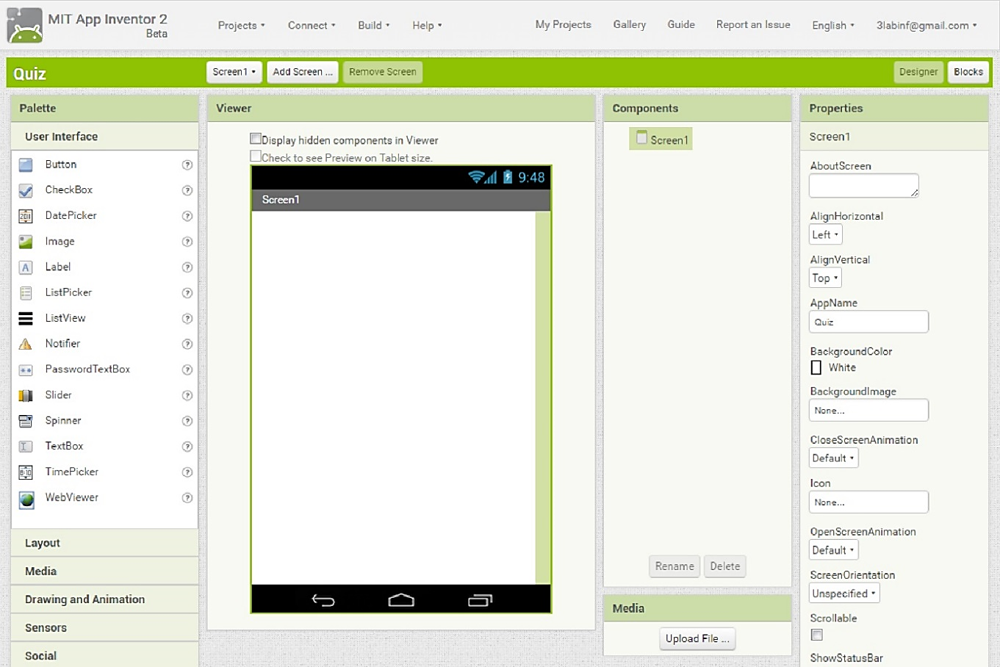 MIT App Inventor 2
Beta
Projects
Connect
Build
Help
My Projects
Gallery
Guide
Report an Issue
English
3labinf@gmail.com
Quiz
Screen1
Add Screen ...
Remove Screen
Designer
Blocks
Palette
User Interface
Button
CheckBox
DatePicker
Image
Label
ListPicker
ListView
Notifier
PasswordTextBox
Slider
Spinner
TextBox
TimePicker
WebViewer
Layout
Media
Drawing and Animation
Sensors
Social
Viewer
Display hidden components in Viewer
Check to see Preview on Tablet size.
9:48
Screen1
Components
Screen1
Rename
Delete
Media
Upload File ...
Properties
Screen1
AboutScreen
AlignHorizontal
Left
AlignVertical
Top
AppName
Quiz
BackgroundColor
White
BackgroundImage
None...
CloseScreenAnimation
Default
Icon
None...
OpenScreenAnimation
Default
ScreenOrientation
Unspecified
Scrollable
ShowStatusBar